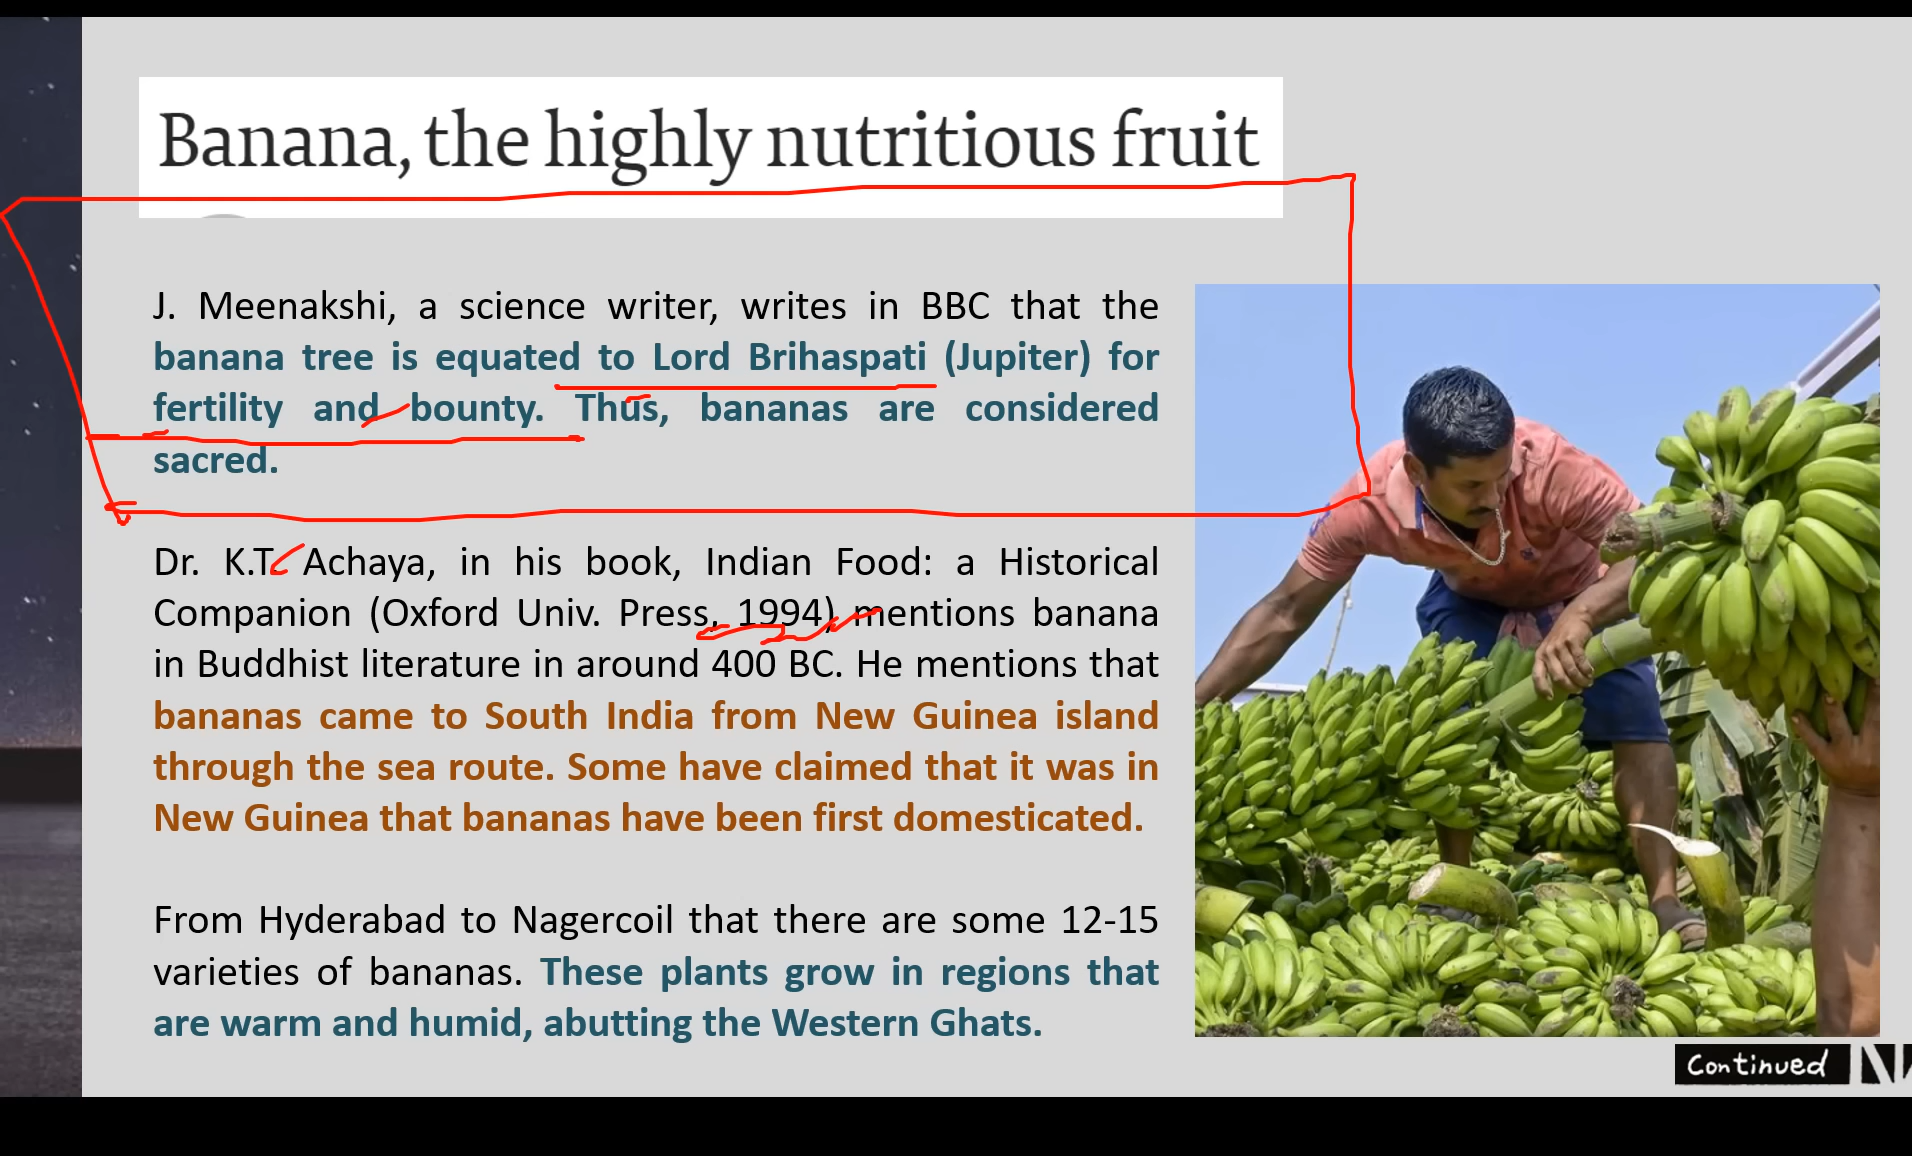 Banana, the highly nutritious fruit
J. Meenakshi, a science writer, writes in BBC that the
banana tree is equated to Lord Brihaspati (Jupiter) for
fertility and bounty. Thus, bananas are considered
sacred.
Dr. K.T. Achaya, in his book, Indian Food: a Historical
Companion (Oxford Univ. Press, 1994) mentions banana
in Buddhist literature in around 400 BC. He mentions that
bananas came to South India from New Guinea island
through the sea route. Some have claimed that it was in
New Guinea that bananas have been first domesticated.
From Hyderabad to Nagercoil that there are some 12-15
varieties of bananas. These plants grow in regions that
are warm and humid, abutting the Western Ghats.
Continued